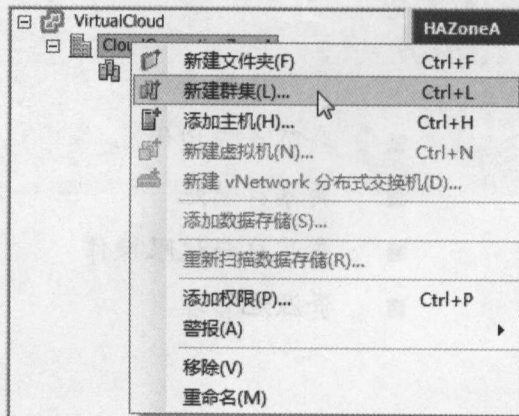 VirtualCloud
HAZoneA
新建文件夹(F) Ctrl+F
新建群集(L)... Ctrl+L
添加主机(H)... Ctrl+H
新建虚拟机(N)... Ctrl+N
新建 vNetwork 分布式交换机(D)...
添加数据存储(S)...
重新扫描数据存储(R)...
添加权限(P)... Ctrl+P
警报(A)
移除(V)
重命名(M)